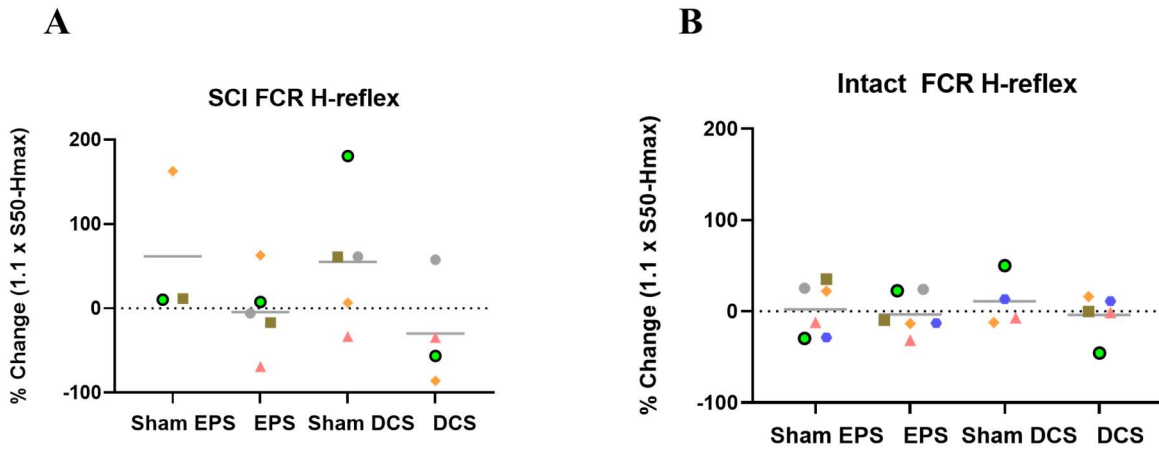 A
SCI FCR H-reflex
% Change (1.1 x S50-Hmax)
200
100
0
-100
Sham EPS EPS Sham DCS DCS
B
Intact FCR H-reflex
% Change (1.1 x S50-Hmax)
200
100
0
-100
Sham EPS EPS Sham DCS DCS